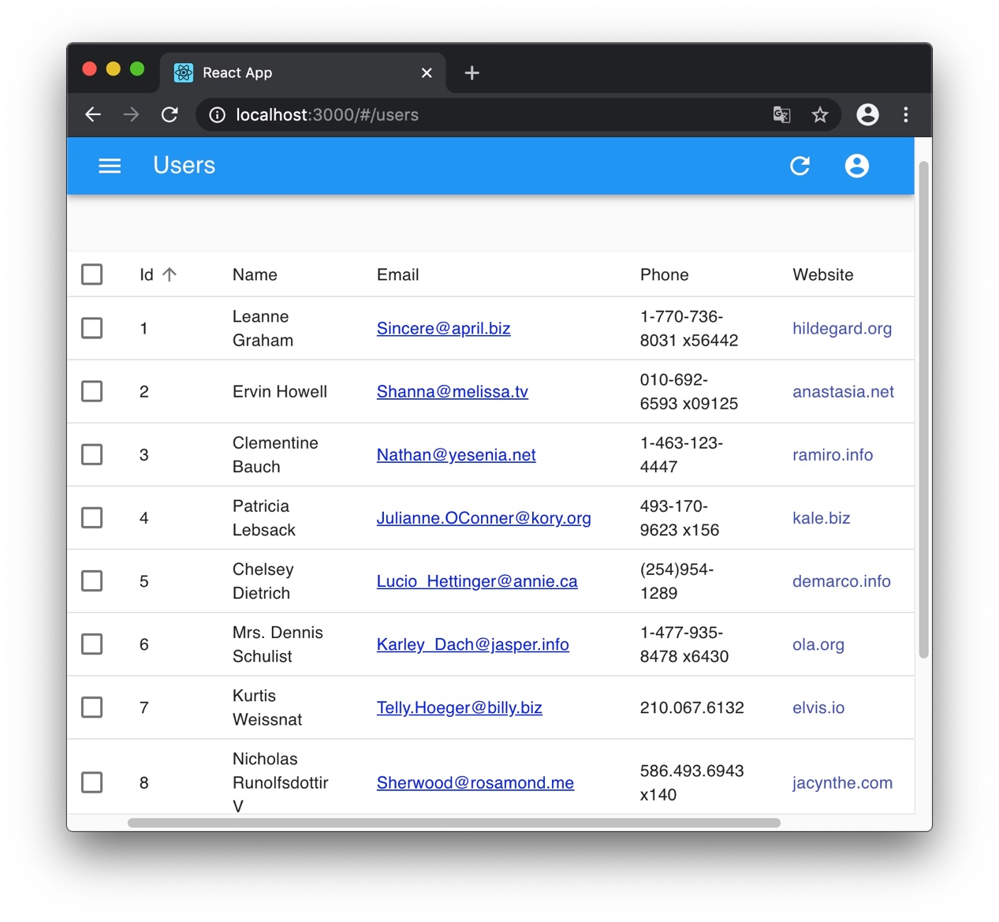 React App
localhost:3000/#/users
Users
Id Name Email Phone Website
1 Leanne Graham Sincere@april.biz 1-770-736-8031 x56442 hildegard.org
2 Ervin Howell Shanna@melissa.tv 010-692-6593 x09125 anastasia.net
3 Clementine Bauch Nathan@yesenia.net 1-463-123-4447 ramiro.info
4 Patricia Lebsack Julianne.OConner@kory.org 493-170-9623 x156 kale.biz
5 Chelsey Dietrich Lucio_Hettinger@annie.ca (254)954-1289 demarco.info
6 Mrs. Dennis Schulist Karley_Dach@jasper.info 1-477-935-8478 x6430 ola.org
7 Kurtis Weissnat Telly.Hoeger@billy.biz 210.067.6132 elvis.io
8 Nicholas Runolfsdottir V Sherwood@rosamond.me 586.493.6943 x140 jacynthe.com